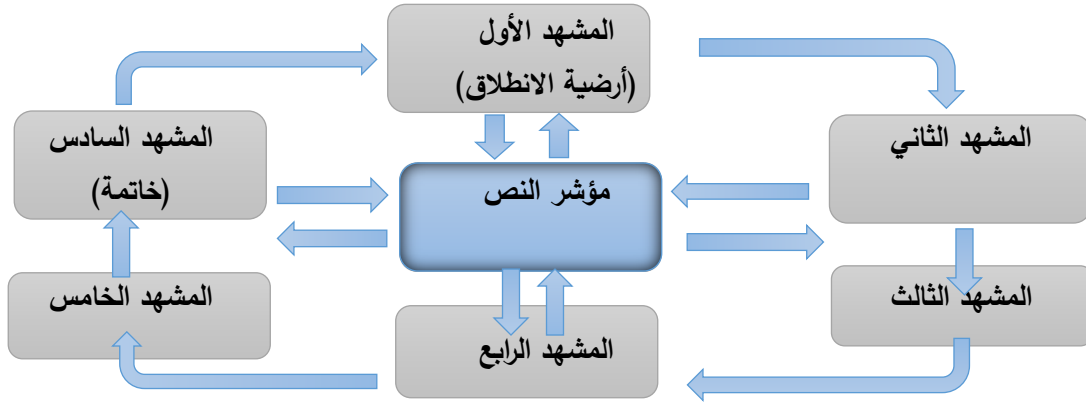 المشهد الأول
(أرضية الانطلاق)
المشهد الثاني
المشهد السادس
(خاتمة)
مؤشر النص
المشهد الثالث
المشهد الخامس
المشهد الرابع